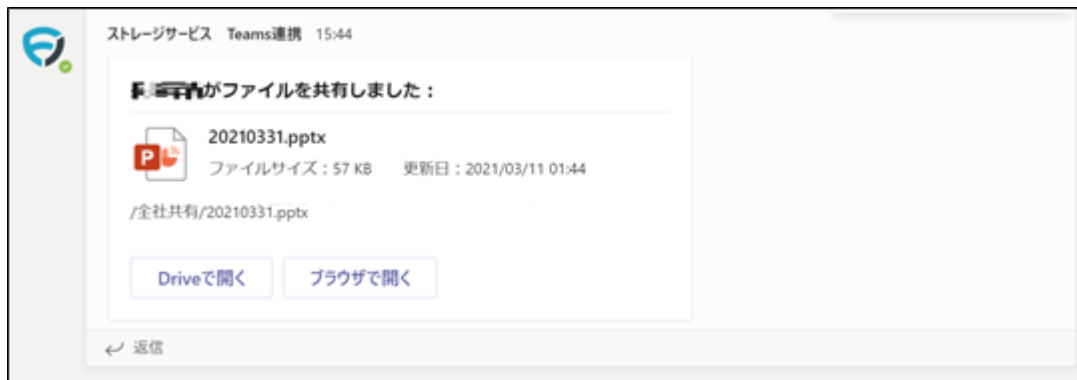 ストレージサービス Teams連携 15:44
がファイルを共有しました：
20210331.pptx
ファイルサイズ：57 KB 更新日：2021/03/11 01:44
/全社共有/20210331.pptx
Driveで開く ブラウザで開く
返信